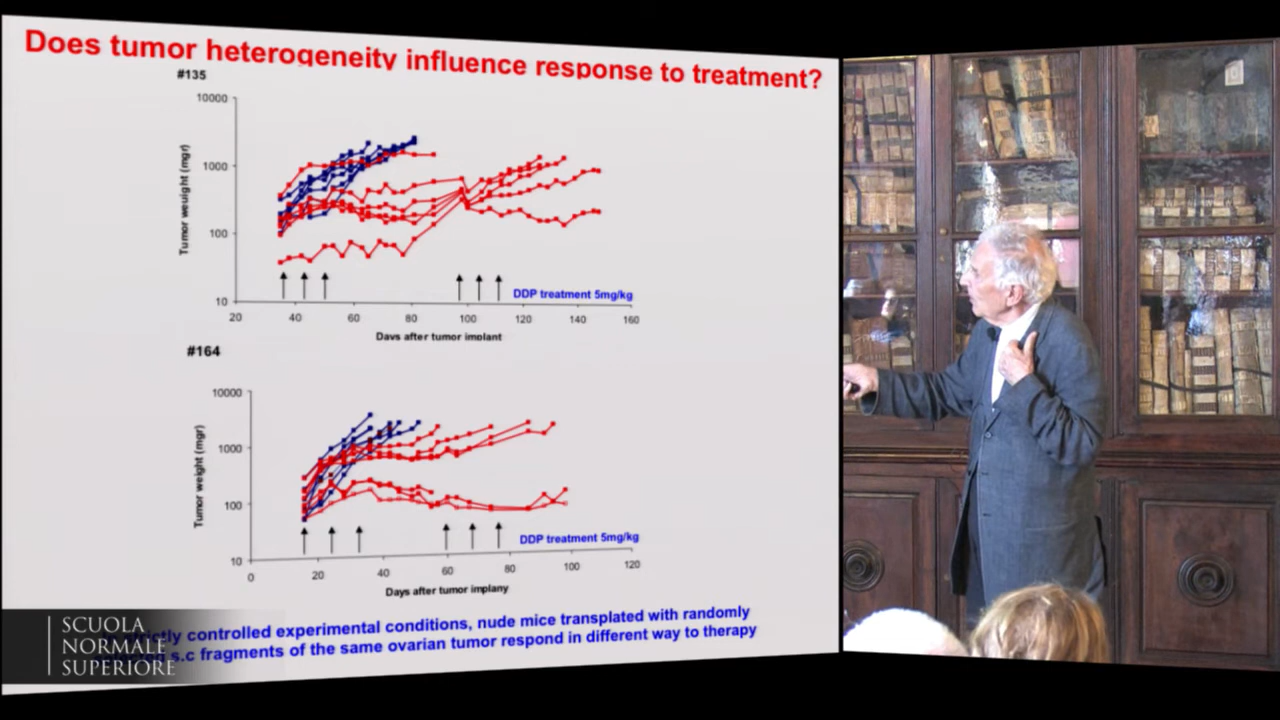 Does tumor heterogeneity influence response to treatment?
#135
10000
1000
100
10
Tumor weuight (mgr)
20 40 60 80 100 120 140 160
DDP treatment 5mg/kg
Days after tumor implant
#164
10000
1000
100
10
Tumor weight (mgr)
0 20 40 60 80 100 120
DDP treatment 5mg/kg
Days after tumor implany
strictly controlled experimental conditions, nude mice transplated with randomly
s.c fragments of the same ovarian tumor respond in different way to therapy
SCUOLA
NORMALE
SUPERIORE